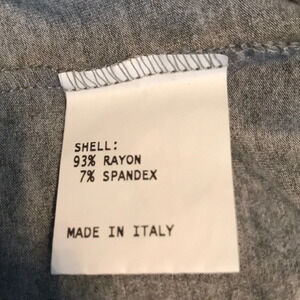 SHELL:
93% RAYON
7% SPANDEX
MADE IN ITALY